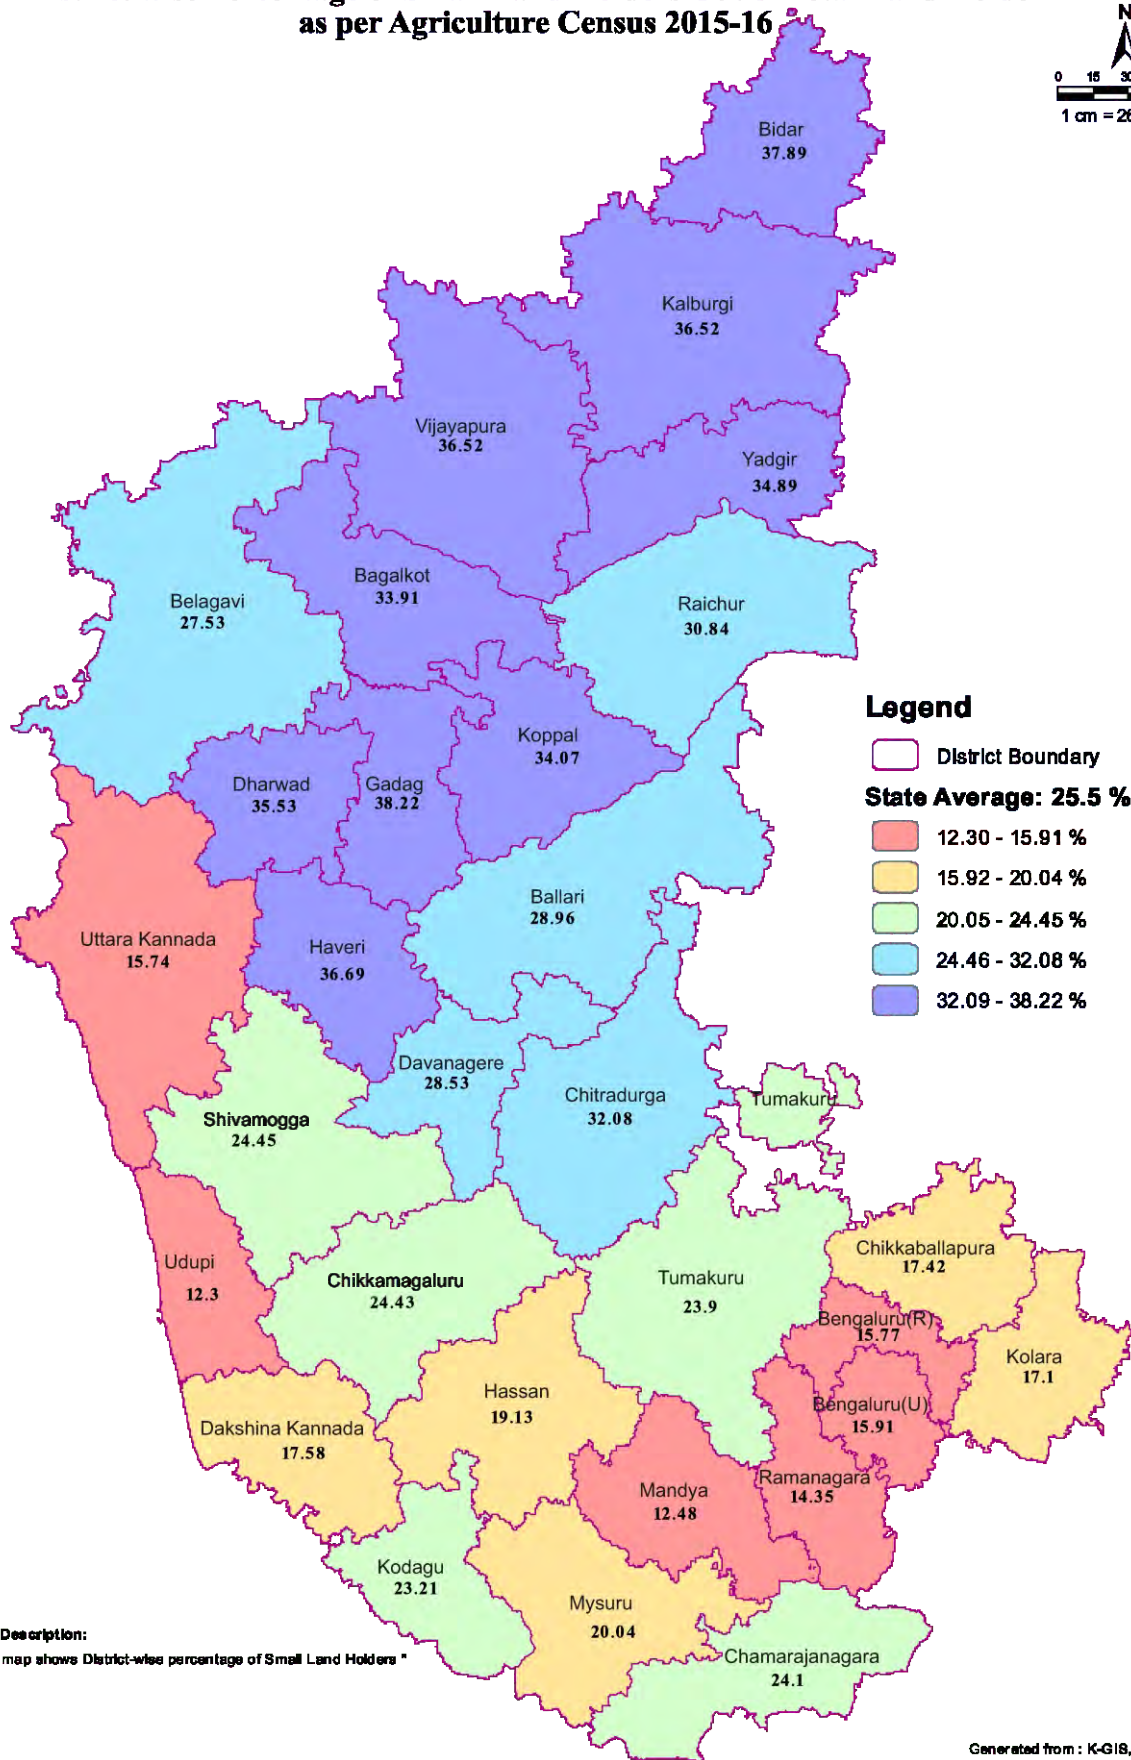 as per Agriculture Census 2015-16
N
0 15 30
1 cm = 26
Bidar
37.89
Kalburgi
36.52
Vijayapura
36.52
Yadgir
34.89
Bagalkot
33.91
Belagavi
27.53
Raichur
30.84
Koppal
34.07
Dharwad
35.53
Gadag
38.22
Legend
District Boundary
State Average: 25.5 %
12.30 - 15.91 %
15.92 - 20.04 %
20.05 - 24.45 %
24.46 - 32.08 %
32.09 - 38.22 %
Ballari
28.96
Uttara Kannada
15.74
Haveri
36.69
Davanagere
28.53
Chitradurga
32.08
Tumakuru
Shivamogga
24.45
Udupi
12.3
Chikkamagaluru
24.43
Tumakuru
23.9
Chikkaballapura
17.42
Bengaluru(R)
15.77
Kolara
17.1
Hassan
19.13
Bengaluru(U)
15.91
Dakshina Kannada
17.58
Mandya
12.48
Ramanagara
14.35
Kodagu
23.21
Mysuru
20.04
Chamarajanagara
24.1
Description:
map shows District-wise percentage of Small Land Holders "
Generated from : K-GIS,